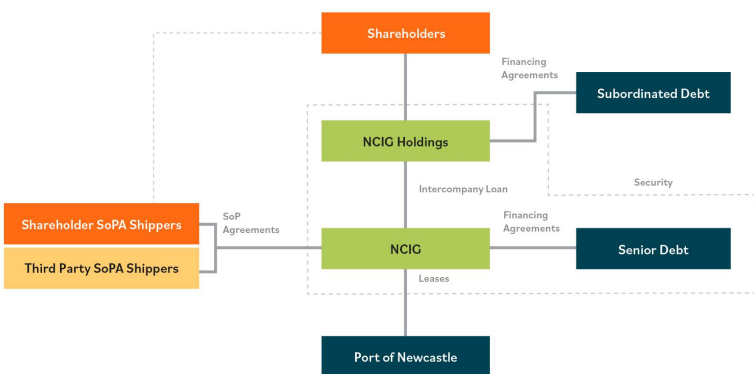 Shareholders
Financing
Agreements
Subordinated Debt
NCIG Holdings
Intercompany Loan
Security
Shareholder SoPA Shippers
SoP
Agreements
Financing
Agreements
Third Party SoPA Shippers
NCIG
Senior Debt
Leases
Port of Newcastle